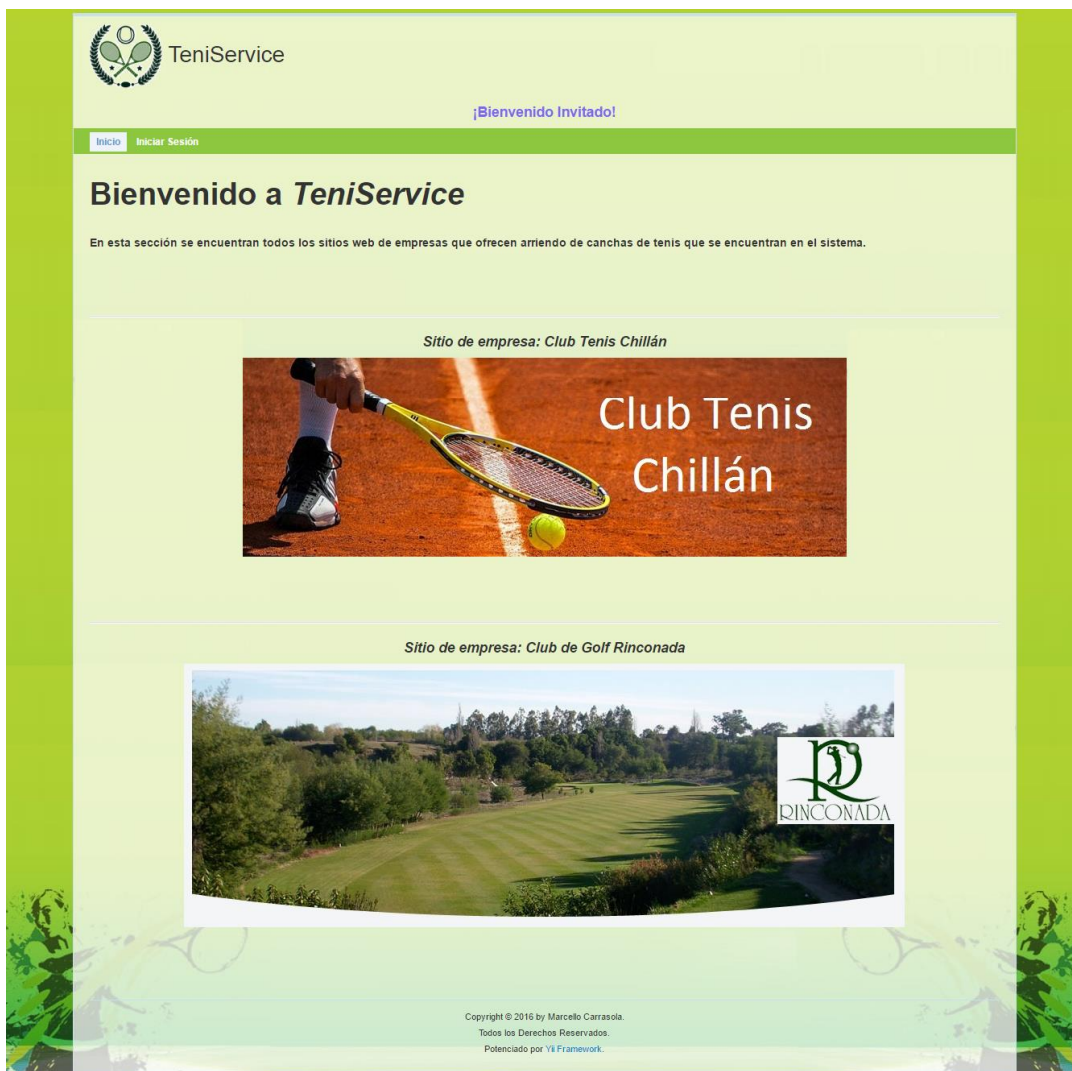 TeniService
¡Bienvenido Invitado!
Inicio Iniciar Sesión
Bienvenido a TeniService
En esta sección se encuentran todos los sitios web de empresas que ofrecen arriendo de canchas de tenis que se encuentran en el sistema.
Sitio de empresa: Club Tenis Chillán
Club Tenis
Chillán
Sitio de empresa: Club de Golf Rinconada
R
RINCONADA
Copyright © 2016 by Marcello Carrasola.
Todos los Derechos Reservados.
Potenciado por Yii Framework.